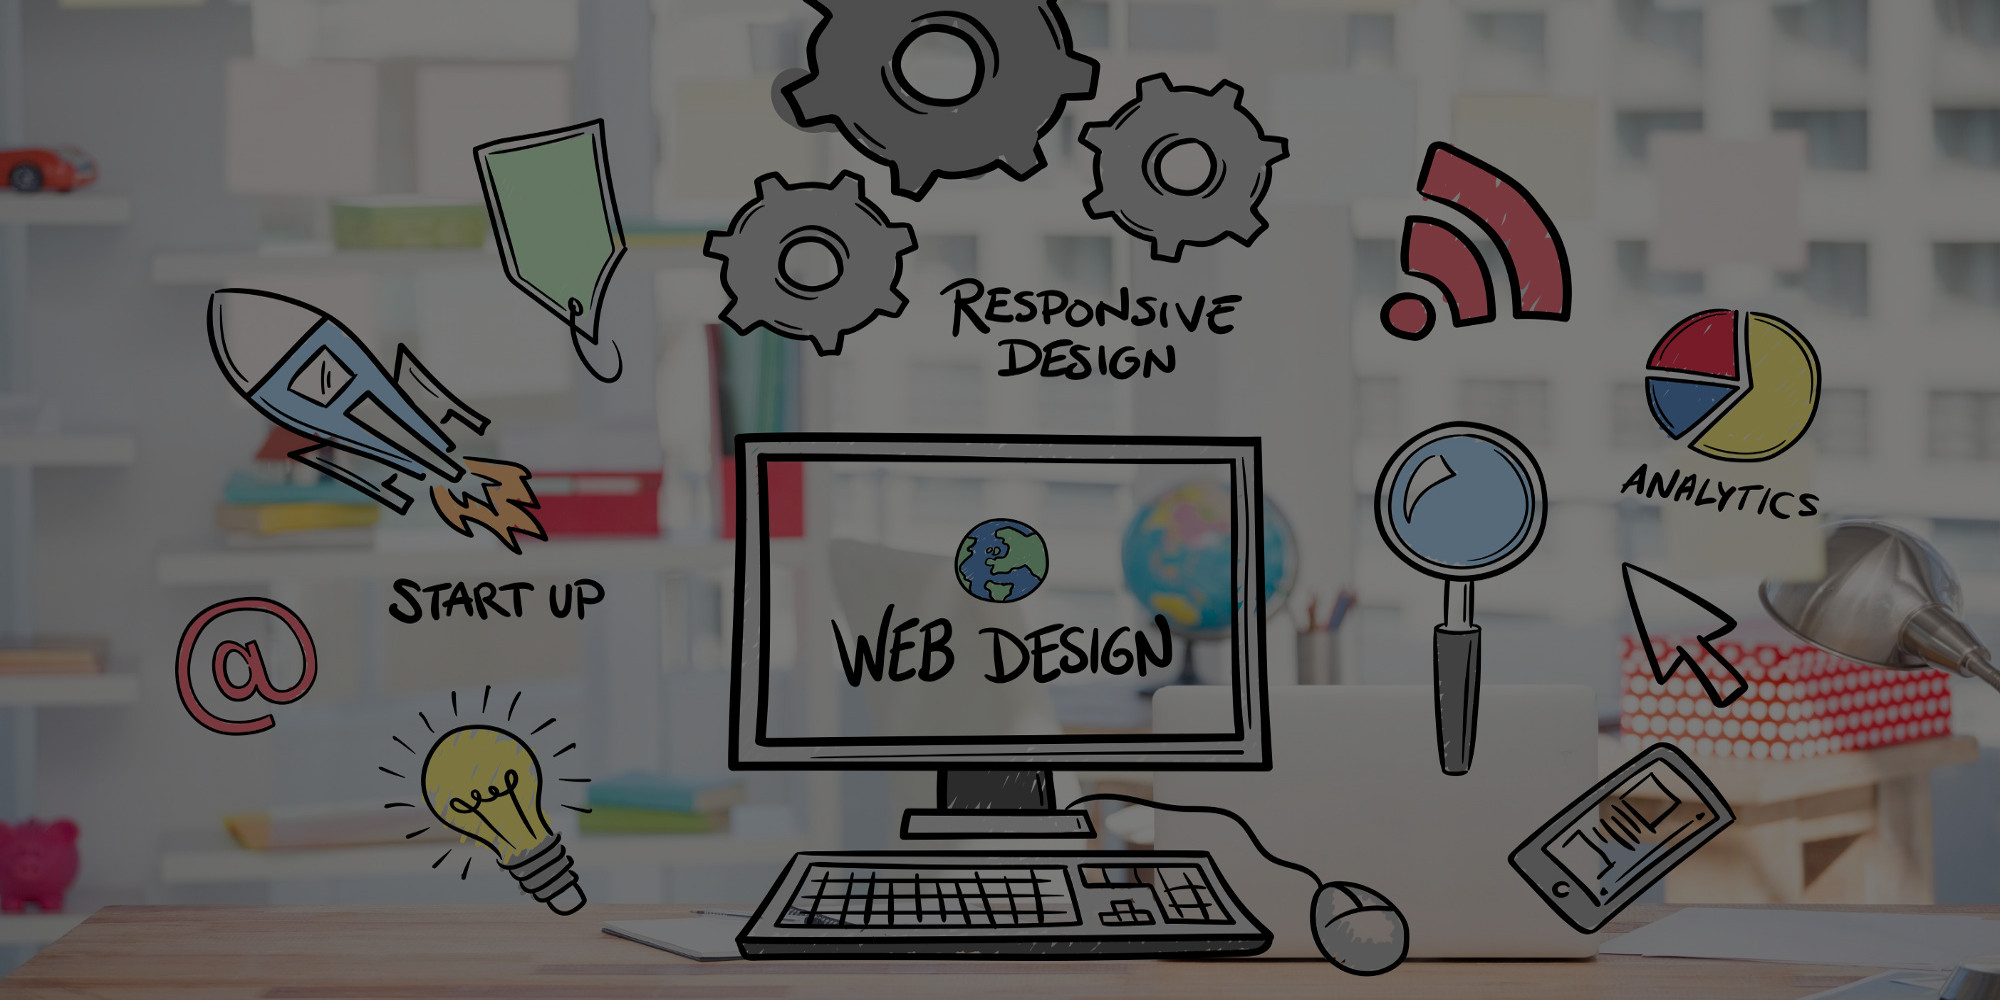 RESPONSIVE
DESIGN
ANALYTICS
START UP
@
WEB DESIGN